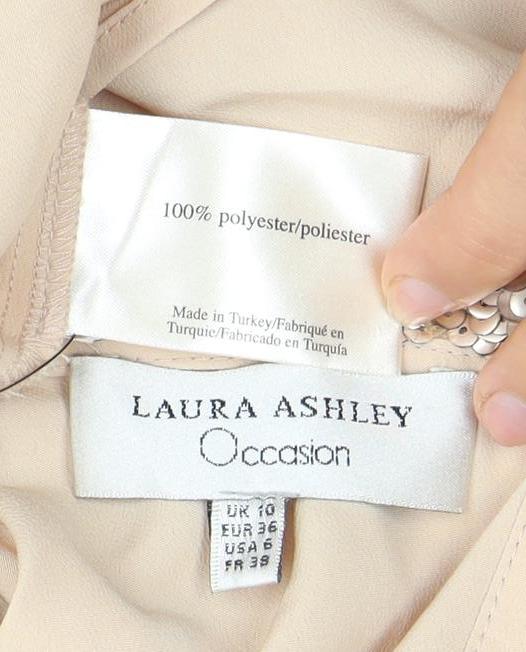 100% polyester/poliester
Made in Turkey/Fabriqué en
Turquie/Fabricado en Turquía
LAURA ASHLEY
Occasion
UK 10
EUR 36
USA 6
FR 38